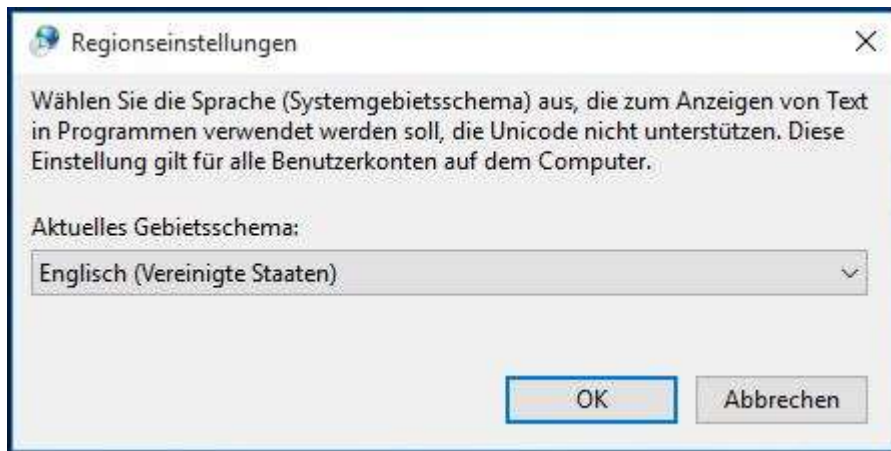 Regionseinstellungen
Wählen Sie die Sprache (Systemgebietsschema) aus, die zum Anzeigen von Text
in Programmen verwendet werden soll, die Unicode nicht unterstützen. Diese
Einstellung gilt für alle Benutzerkonten auf dem Computer.
Aktuelles Gebietsschema:
Englisch (Vereinigte Staaten)
OK Abbrechen